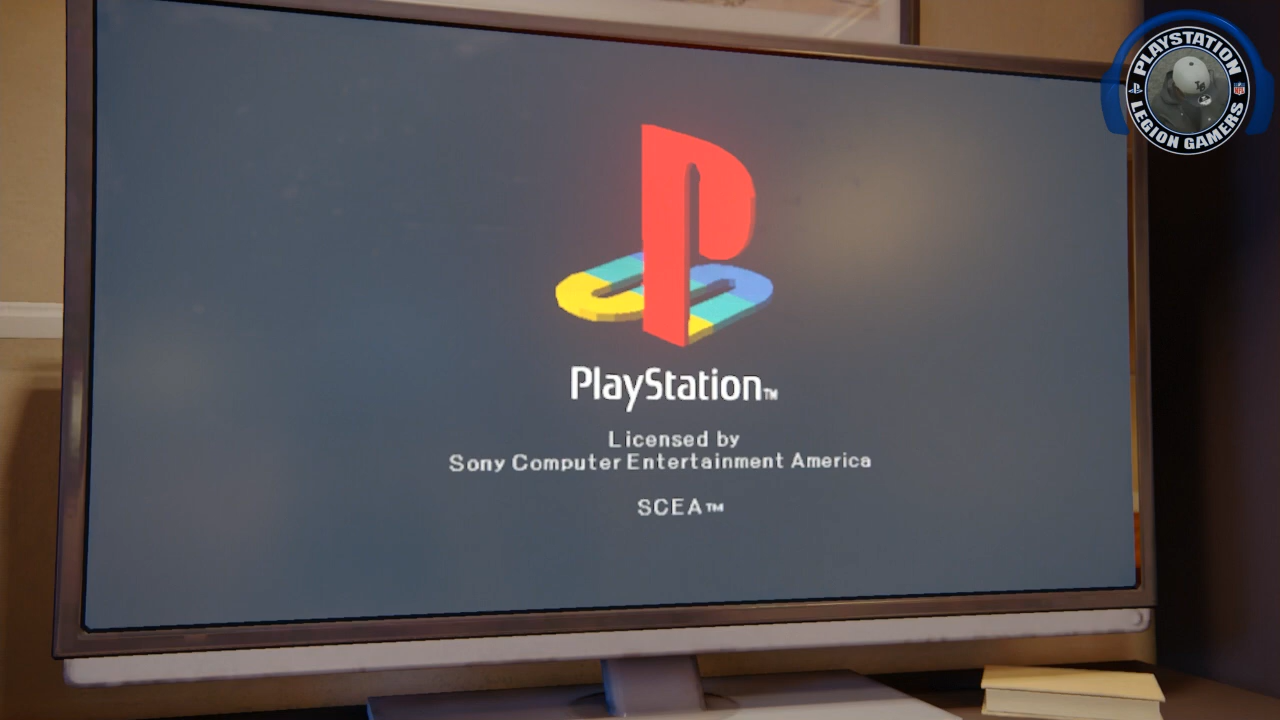 PlayStation™
Licensed by
Sony Computer Entertainment America
SCEA™
PLAYSTATION
LEGION GAMERS